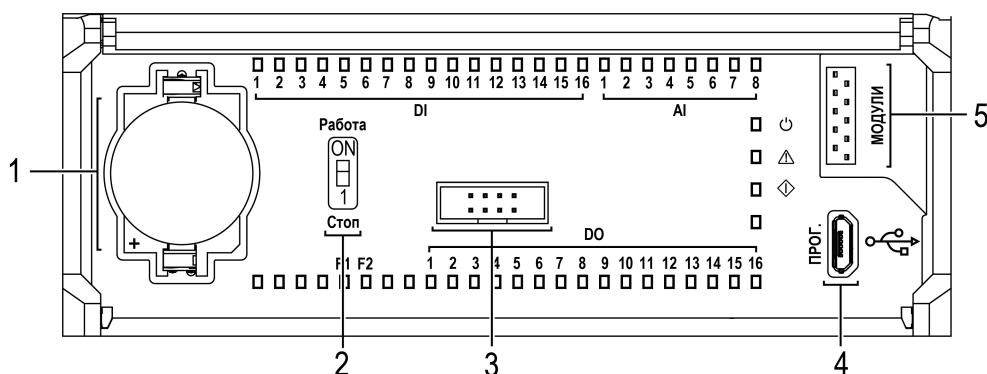 1 2 3 4 5 6 7 8 9 10 11 12 13 14 15 16 1 2 3 4 5 6 7 8
DI AI
Работа
ON
1
Стоп
МОДУЛИ
5
1
+
DO
F1 F2 1 2 3 4 5 6 7 8 9 10 11 12 13 14 15 16
ПРОГ.
2 3 4